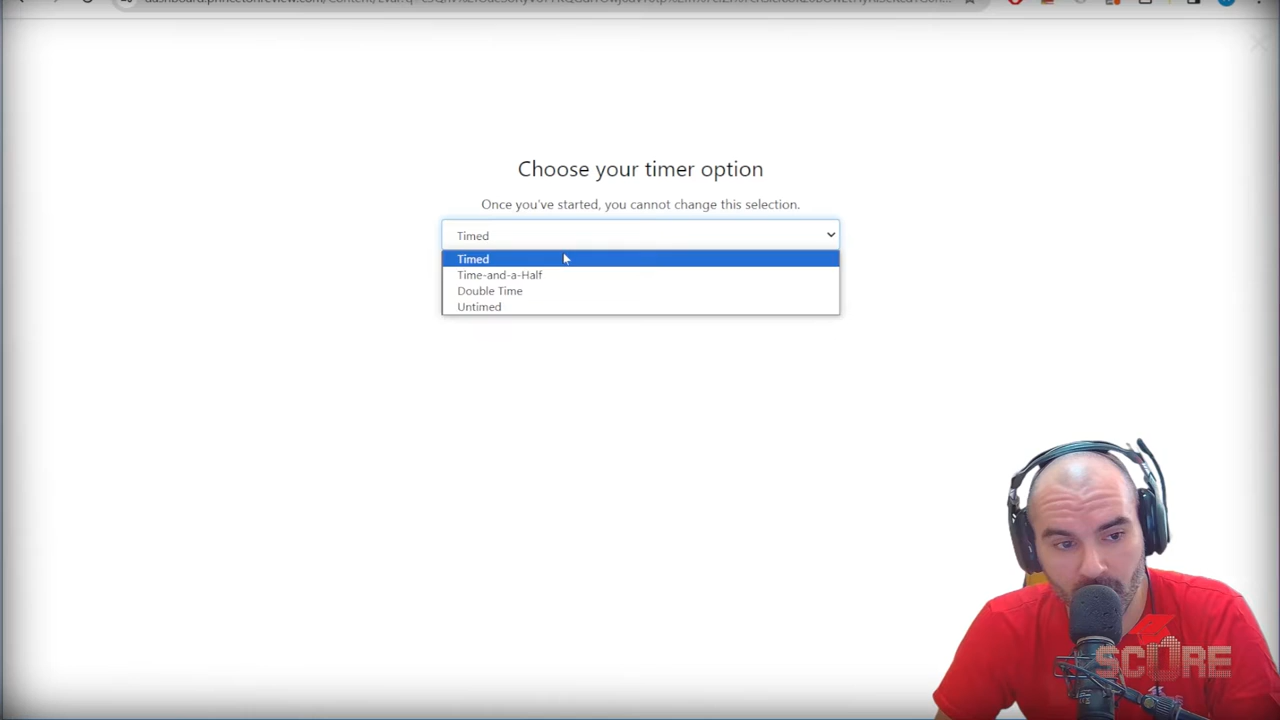 Choose your timer option
Once you've started, you cannot change this selection.
Timed
Timed
Time-and-a-Half
Double Time
Untimed
SCURE